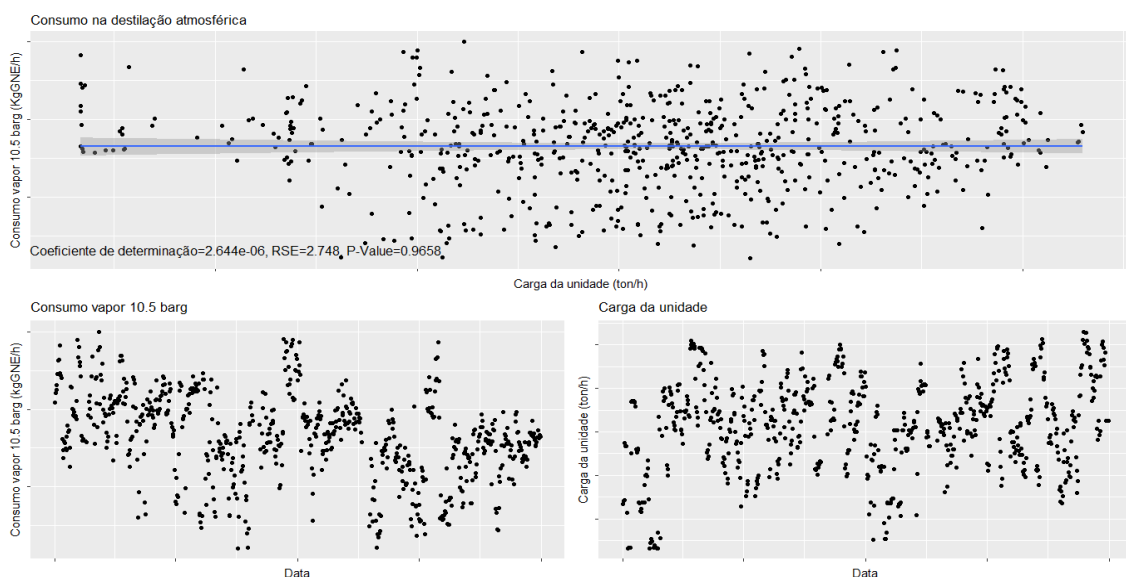 Consumo na destilação atmosférica
Consumo vapor 10.5 barg (KgGNE/h)
Coeficiente de determinação=2.644e-06, RSE=2.748, P-Value=0.9658
Carga da unidade (ton/h)
Consumo vapor 10.5 barg
Consumo vapor 10.5 barg (kgGNE/h)
Data
Carga da unidade
Carga da unidade (ton/h)
Data